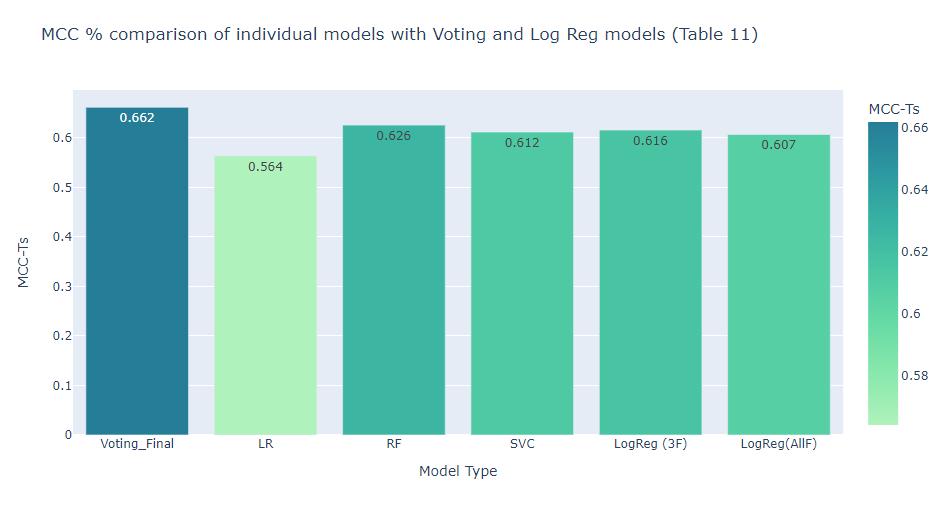 MCC % comparison of individual models with Voting and Log Reg models (Table 11)
MCC-Ts
0.662
0.564
0.626
0.612
0.616
0.607
0.6
0.5
0.4
0.3
0.2
0.1
0
MCC-Ts
Voting_Final
LR
RF
SVC
LogReg (3F)
LogReg(AllF)
Model Type
0.66
0.64
0.62
0.6
0.58